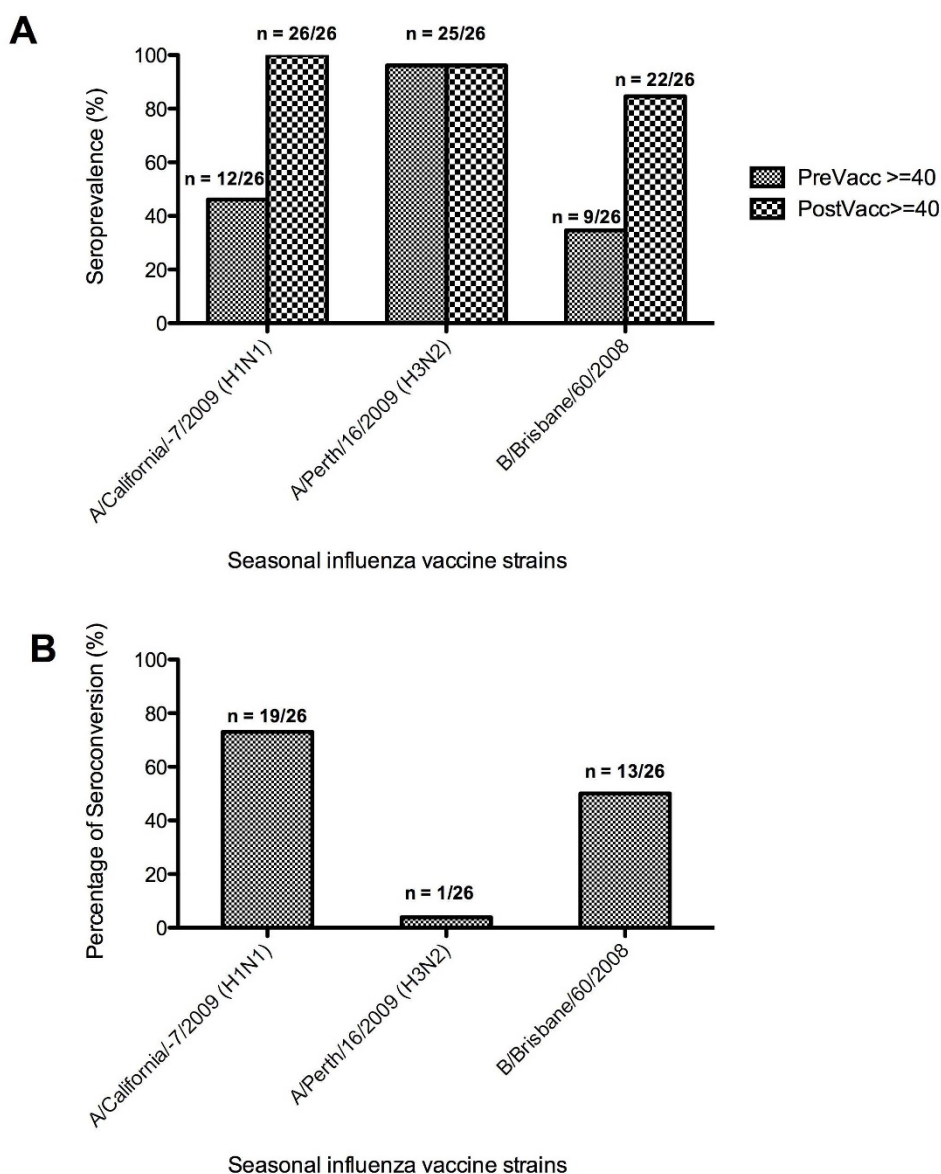 A
n = 26/26
n = 25/26
n = 22/26
n = 12/26
n = 9/26
Seroprevalence (%)
100
80
60
40
20
0
PreVacc >=40
PostVacc>=40
A/California/-7/2009 (H1N1)
A/Perth/16/2009 (H3N2)
B/Brisbane/60/2008
Seasonal influenza vaccine strains
B
Percentage of Seroconversion (%)
100
80
60
40
20
0
n = 19/26
n = 1/26
n = 13/26
A/California/-7/2009 (H1N1)
A/Perth/16/2009 (H3N2)
B/Brisbane/60/2008
Seasonal influenza vaccine strains